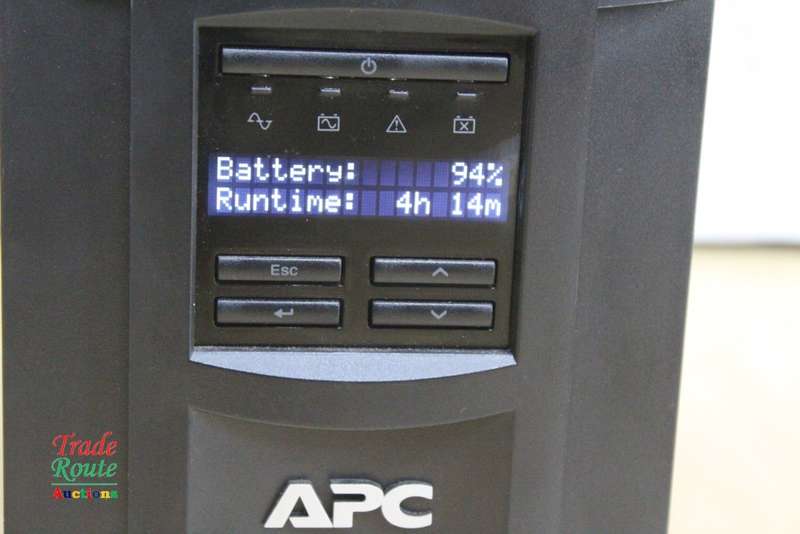 Battery: 94%
Runtime: 4h 14m
Esc
Trade
Route
Auctions
APC